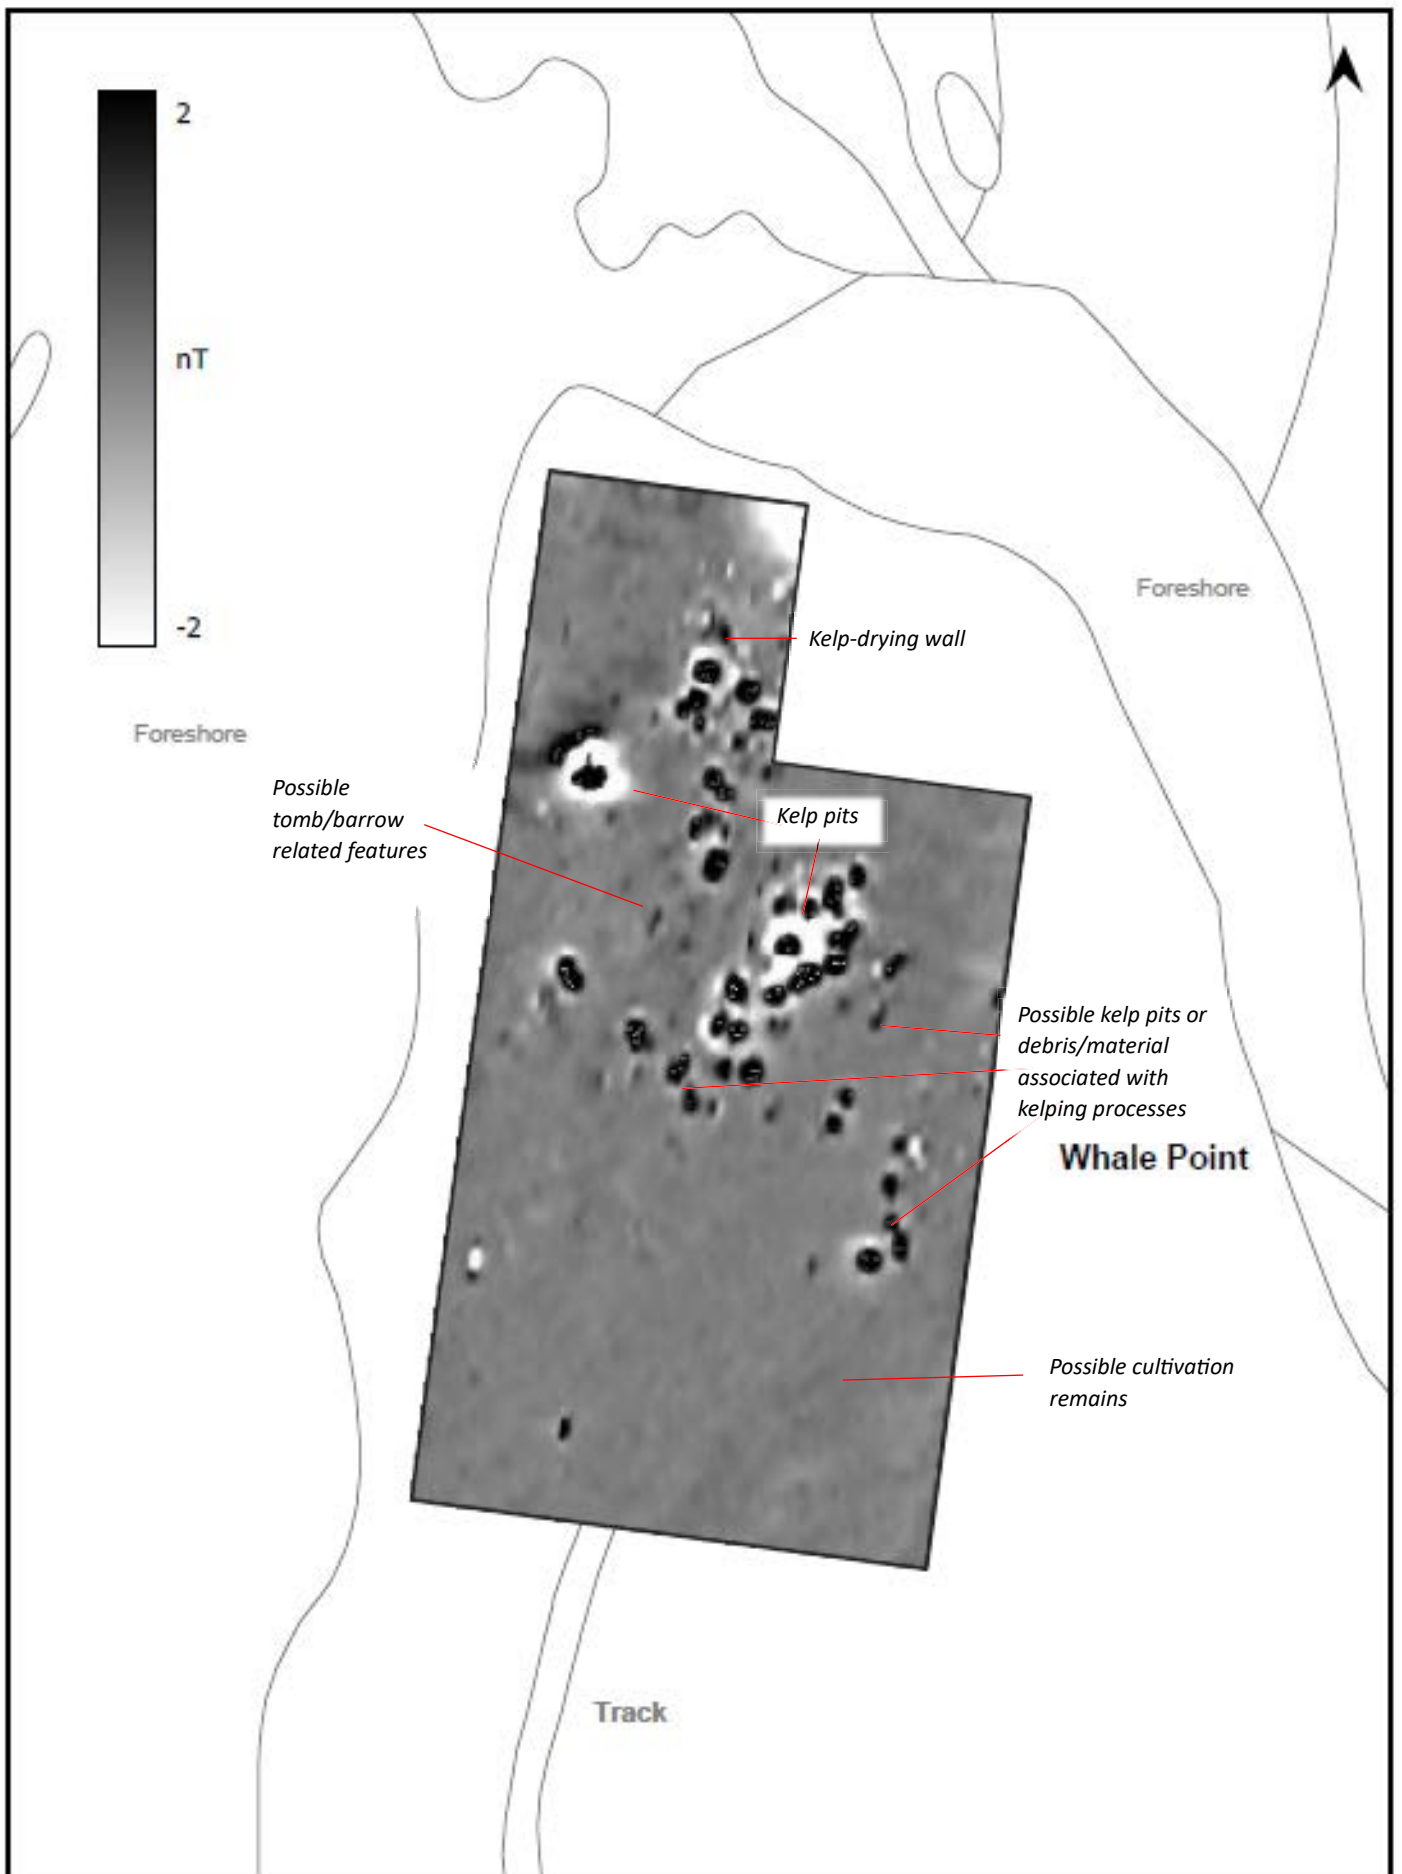 2
nT
-2
Foreshore
Kelp-drying wall
Foreshore
Possible
tomb/barrow
related features
Kelp pits
Possible kelp pits or
debris/material
associated with
kelping processes
Whale Point
Possible cultivation
remains
Track